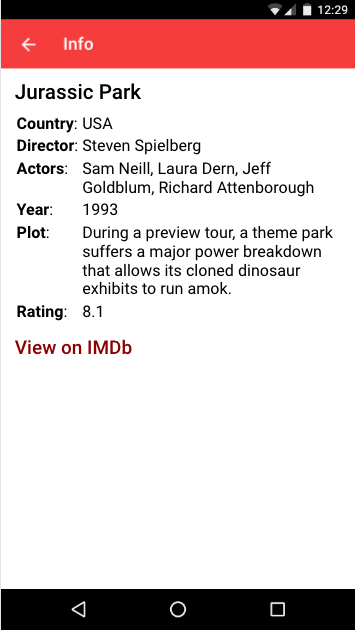 12:29
Info
Jurassic Park
Country: USA
Director: Steven Spielberg
Actors: Sam Neill, Laura Dern, Jeff
Goldblum, Richard Attenborough
Year: 1993
Plot: During a preview tour, a theme park
suffers a major power breakdown
that allows its cloned dinosaur
exhibits to run amok.
Rating: 8.1
View on IMDb